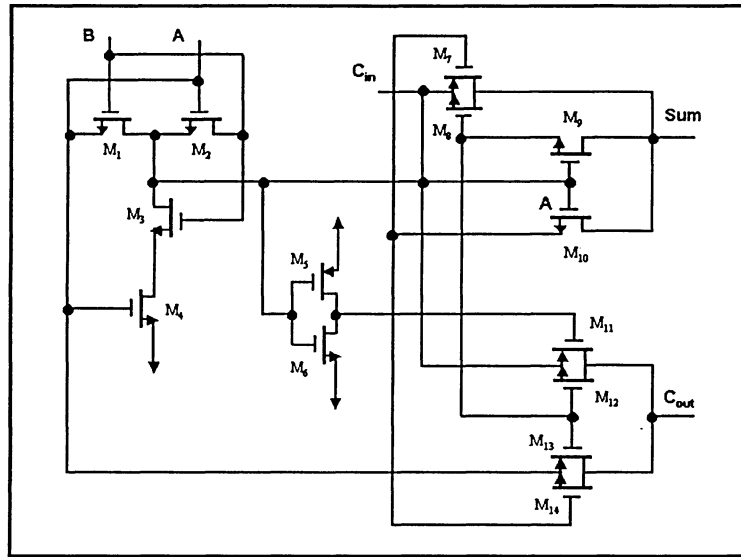 B A
M₁ M₂
M₃
M₄
M₅
M₆
Cᵢₙ
M₇
M₈
M₉
Sum
A
M₁₀
M₁₁
M₁₂
Cₒᵤₜ
M₁₃
M₁₄